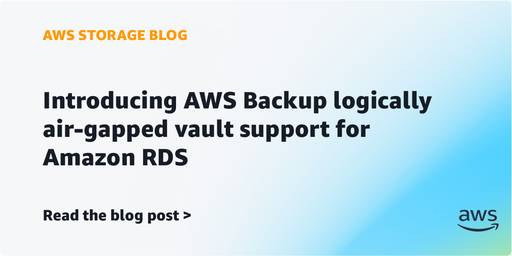 AWS STORAGE BLOG
Introducing AWS Backup logically
air-gapped vault support for
Amazon RDS
Read the blog post >
aws